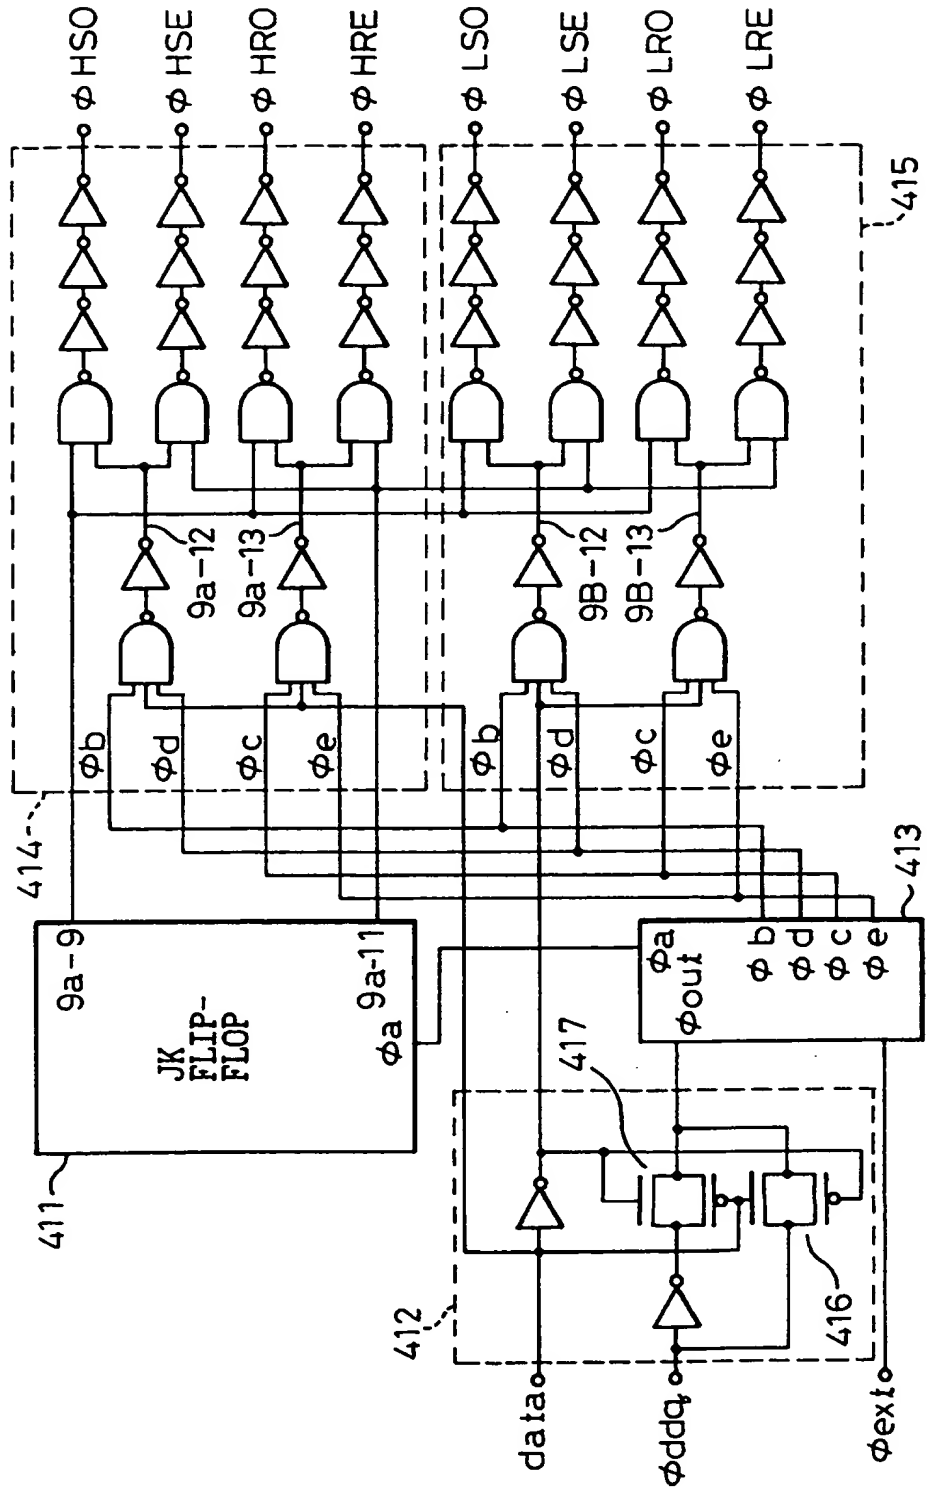 411
JK
FLIP-
FLOP
9a-9
9a-11
Φa
414
Φb
Φd
Φc
Φe
9a-12
9a-13
ΦHSO
ΦHSE
ΦHRO
ΦHRE
412
data
Φddq
Φext
417
416
Φa
Φout
Φb
Φd
Φc
Φe
413
Φb
Φd
Φc
Φe
9B-12
9B-13
ΦLSO
ΦLSE
ΦLRO
ΦLRE
415